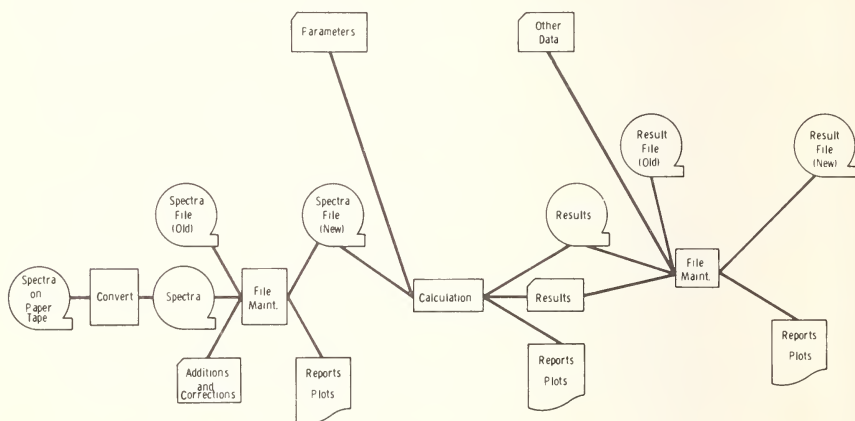 Parameters
Other
Data
Result
File
(Old)
Result
File
(New)
Spectra
File
(Old)
Spectra
File
(New)
Results
File
Maint.
Spectra
on
Paper
Tape
Convert
Spectra
File
Maint.
Calculation
Results
Additions
and
Corrections
Reports
Plots
Reports
Plots
Reports
Plots